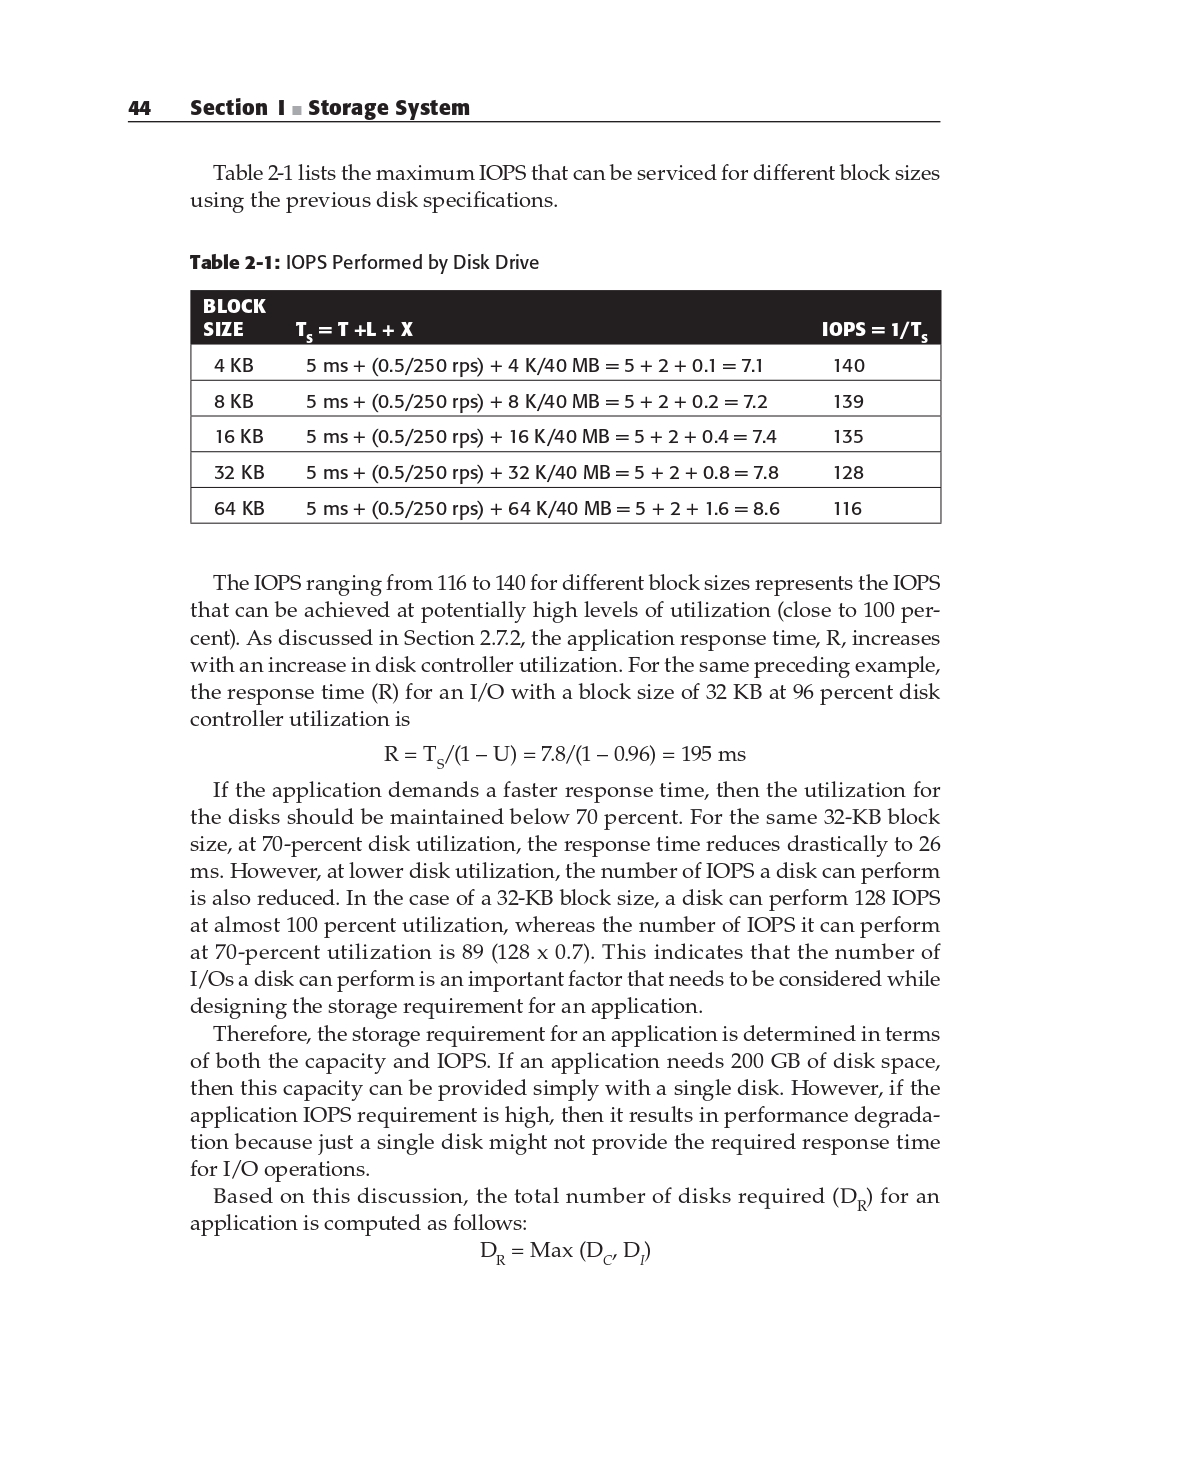 44 Section I ■ Storage System
Table 2-1 lists the maximum IOPS that can be serviced for different block sizes
using the previous disk specifications.
Table 2-1: IOPS Performed by Disk Drive
BLOCK
SIZE TS = T +L + X IOPS = 1/TS
4 KB 5 ms + (0.5/250 rps) + 4 K/40 MB = 5 + 2 + 0.1 = 7.1 140
8 KB 5 ms + (0.5/250 rps) + 8 K/40 MB = 5 + 2 + 0.2 = 7.2 139
16 KB 5 ms + (0.5/250 rps) + 16 K/40 MB = 5 + 2 + 0.4 = 7.4 135
32 KB 5 ms + (0.5/250 rps) + 32 K/40 MB = 5 + 2 + 0.8 = 7.8 128
64 KB 5 ms + (0.5/250 rps) + 64 K/40 MB = 5 + 2 + 1.6 = 8.6 116
The IOPS ranging from 116 to 140 for different block sizes represents the IOPS
that can be achieved at potentially high levels of utilization (close to 100 per-
cent). As discussed in Section 2.7.2, the application response time, R, increases
with an increase in disk controller utilization. For the same preceding example,
the response time (R) for an I/O with a block size of 32 KB at 96 percent disk
controller utilization is
R = TS/(1 – U) = 7.8/(1 – 0.96) = 195 ms
If the application demands a faster response time, then the utilization for
the disks should be maintained below 70 percent. For the same 32-KB block
size, at 70-percent disk utilization, the response time reduces drastically to 26
ms. However, at lower disk utilization, the number of IOPS a disk can perform
is also reduced. In the case of a 32-KB block size, a disk can perform 128 IOPS
at almost 100 percent utilization, whereas the number of IOPS it can perform
at 70-percent utilization is 89 (128 x 0.7). This indicates that the number of
I/Os a disk can perform is an important factor that needs to be considered while
designing the storage requirement for an application.
Therefore, the storage requirement for an application is determined in terms
of both the capacity and IOPS. If an application needs 200 GB of disk space,
then this capacity can be provided simply with a single disk. However, if the
application IOPS requirement is high, then it results in performance degrada-
tion because just a single disk might not provide the required response time
for I/O operations.
Based on this discussion, the total number of disks required (DR) for an
application is computed as follows:
DR = Max (DC, DI)